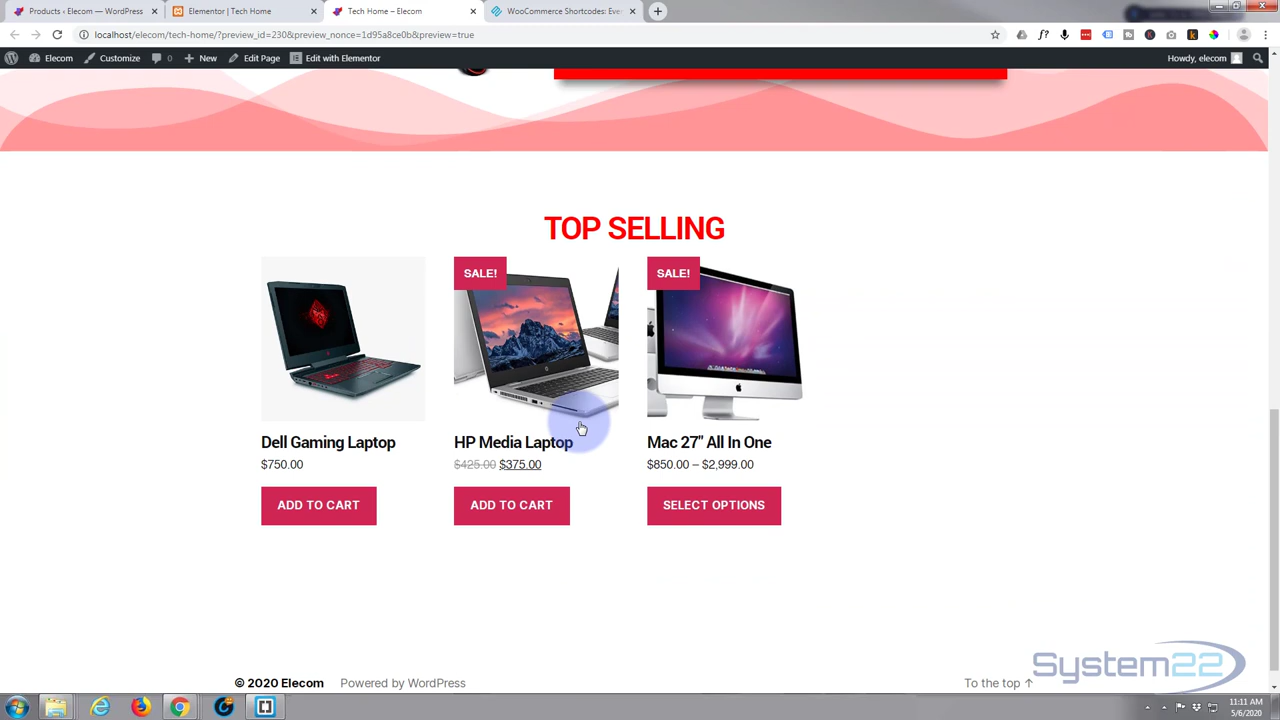 Products ‹ Elecom — WordPress
Elementor | Tech Home
Tech Home – Elecom
WooCommerce Shortcodes: Eve
localhost/elecom/tech-home/?preview_id=230&preview_nonce=1d95a8ce0b&preview=true
Elecom
Customize
0
New
Edit Page
Edit with Elementor
Howdy, elecom
TOP SELLING
SALE!
SALE!
Dell Gaming Laptop
HP Media Laptop
Mac 27" All In One
$750.00
$425.00 $375.00
$850.00 – $2,999.00
ADD TO CART
ADD TO CART
SELECT OPTIONS
System22
© 2020 Elecom
Powered by WordPress
To the top ↑
11:11 AM
5/6/2020